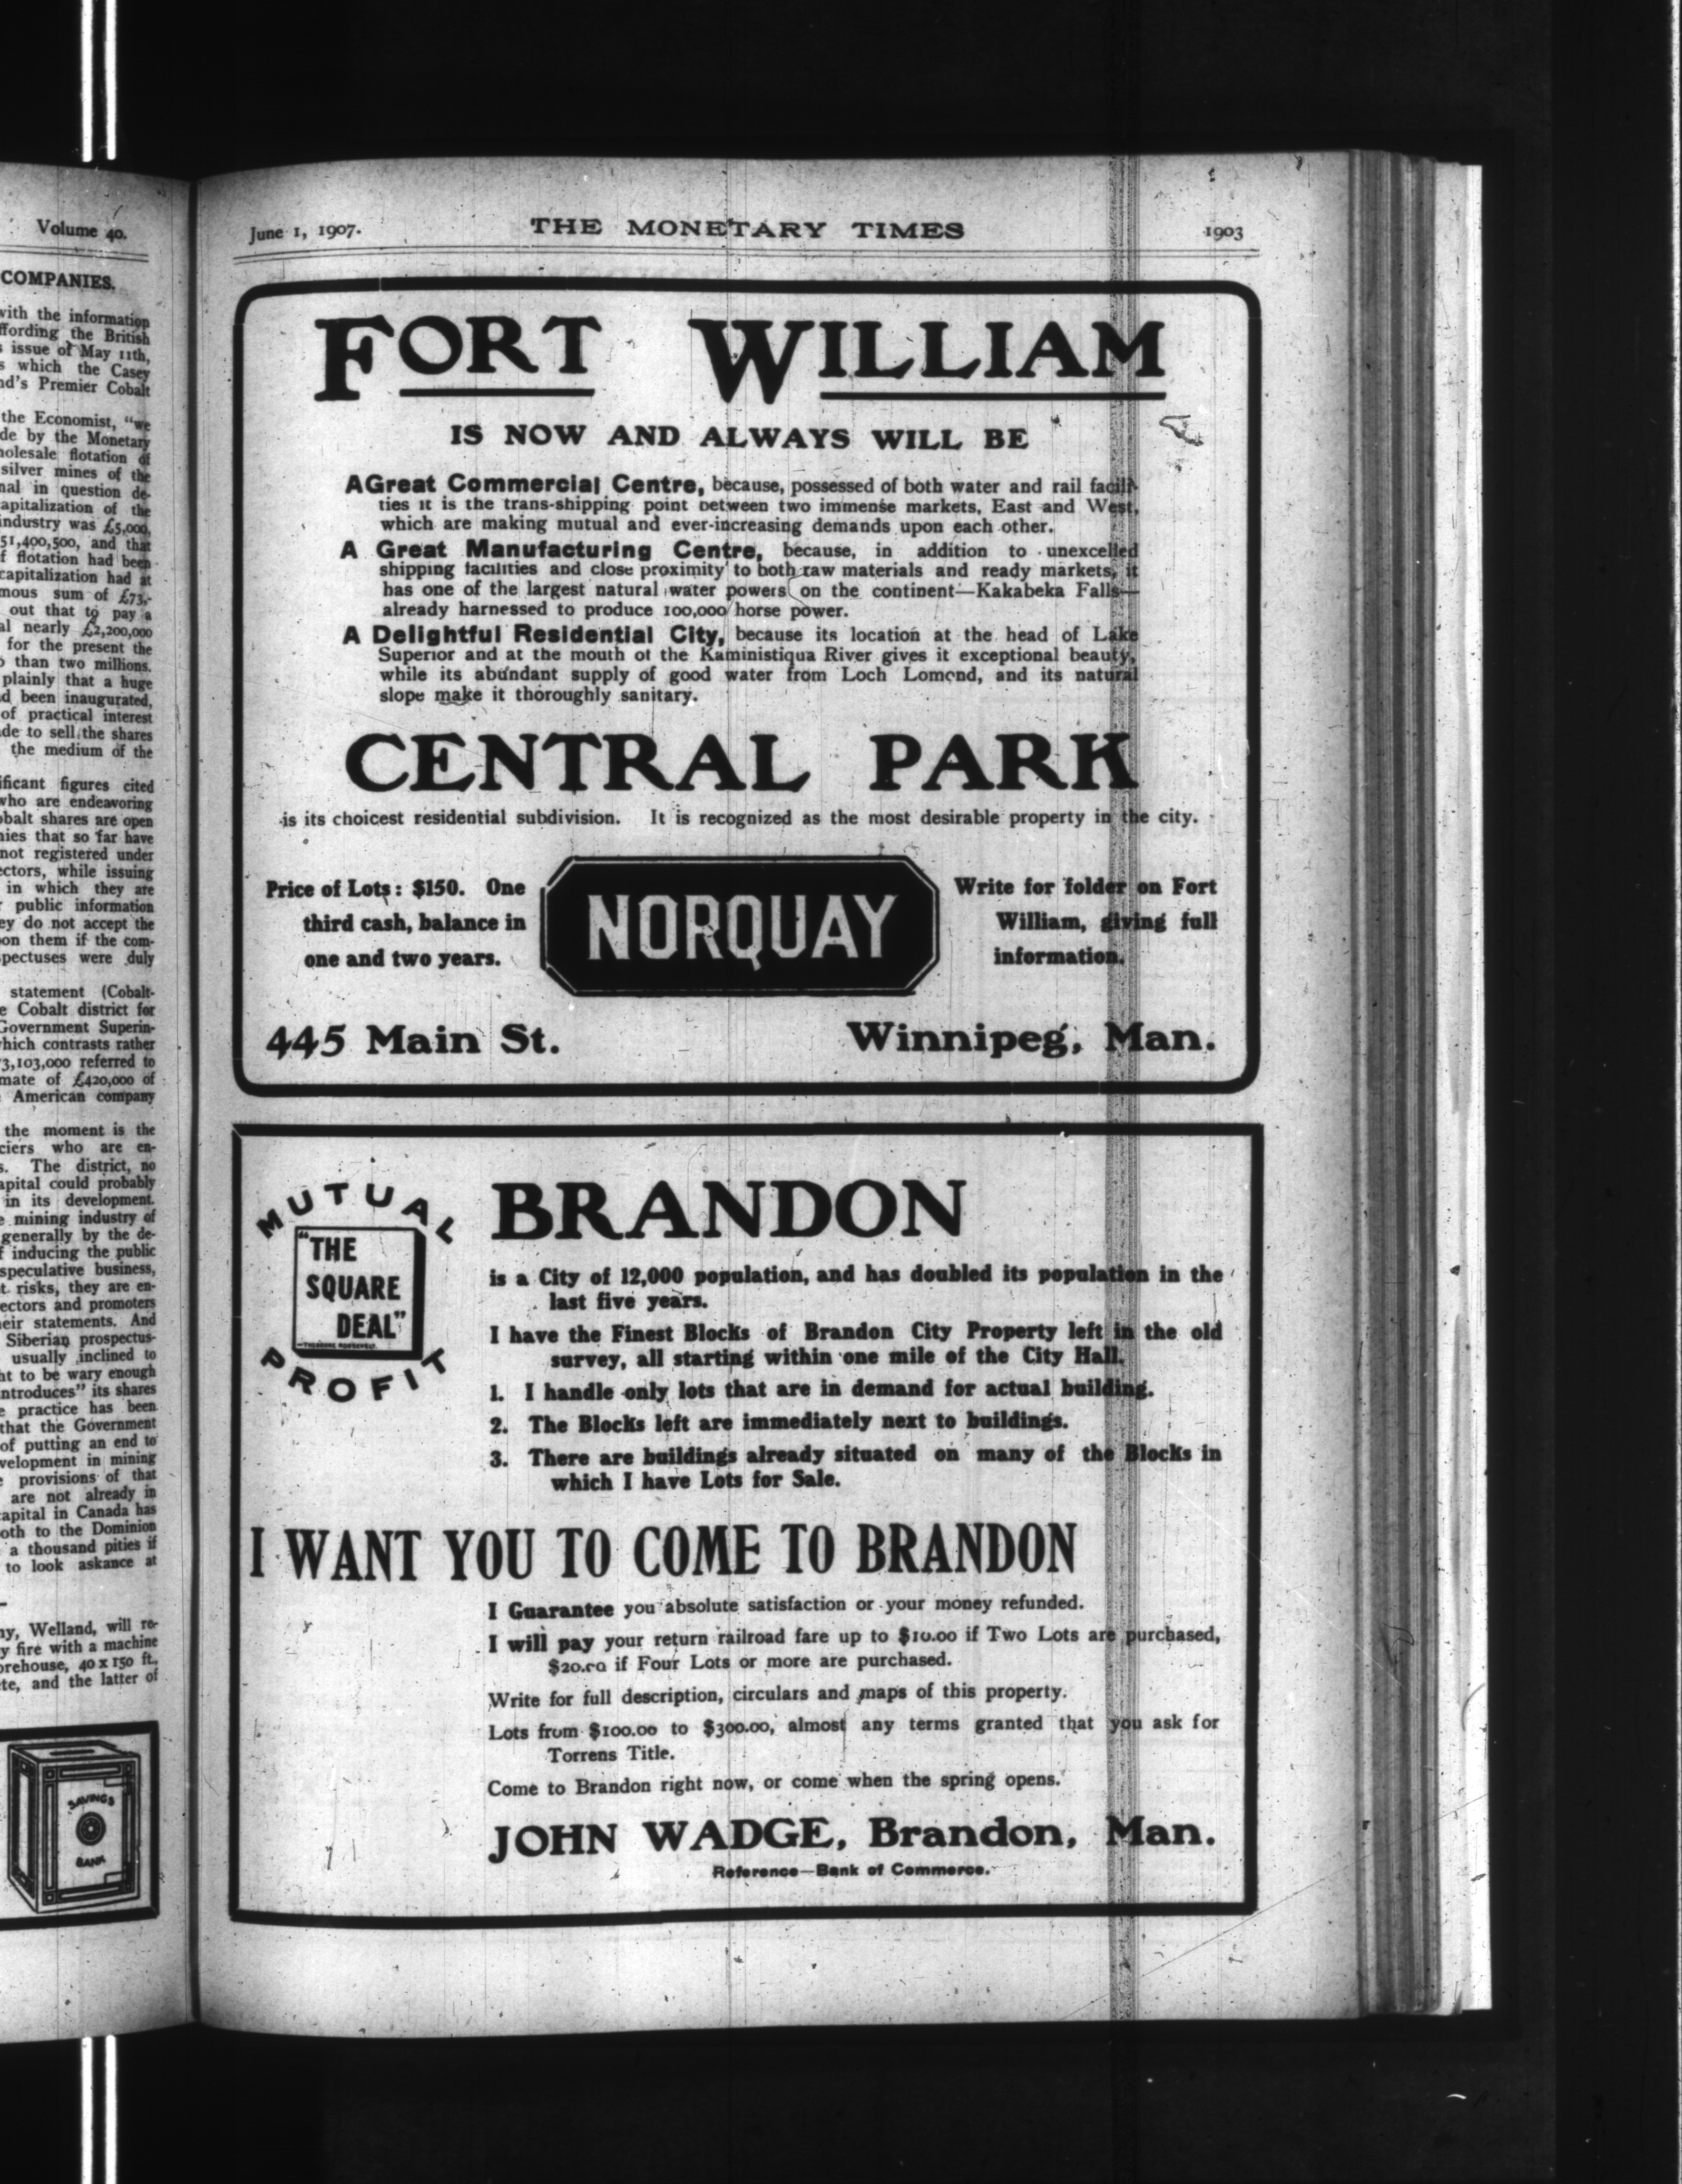 Volume 40.
COMPANIES.
with the information
ffording the British
issue of May 11th,
which the Casey
nd's Premier Cobalt
the Economist, "we
de by the Monetary
holesale flotation of
silver mines of the
nal in question de-
capitalization of the
industry was £5,000,
51,400,500, and that
f flotation had been
capitalization had at
mous sum of £73,-
out that to pay a
al nearly £2,200,000
for the present the
than two millions.
plainly that a huge
d been inaugurated,
of practical interest
de to sell the shares
the medium of the
ificant figures cited
who are endeavoring
obalt shares are open
nies that so far have
not registered under
ectors, while issuing
in which they are
public information
ey do not accept the
on them if the com-
pectuses were duly
statement (Cobalt-
e Cobalt district for
Government Superin-
hich contrasts rather
3,103,000 referred to
mate of £420,000 of
American company
the moment is the
ciers who are en-
s. The district, no
apital could probably
in its development.
e mining industry of
generally by the de-
f inducing the public
speculative business,
t risks, they are en-
ectors and promoters
heir statements. And
Siberian prospectus-
usually inclined to
ht to be wary enough
ntroduces" its shares
e practice has been
that the Government
of putting an end to
velopment in mining
provisions of that
are not already in
capital in Canada has
oth to the Dominion
a thousand pities if
to look askance at
ny, Welland, will re-
y fire with a machine
orehouse, 40 x 150 ft.,
te, and the latter of
SAVINGS
BANK
June 1, 1907. THE MONETARY TIMES 1903
FORT WILLIAM
IS NOW AND ALWAYS WILL BE
A Great Commercial Centre, because, possessed of both water and rail facili-
ties it is the trans-shipping point between two immense markets, East and West,
which are making mutual and ever-increasing demands upon each other.
A Great Manufacturing Centre, because, in addition to unexcelled
shipping facilities and close proximity to both raw materials and ready markets, it
has one of the largest natural water powers on the continent—Kakabeka Falls—
already harnessed to produce 100,000 horse power.
A Delightful Residential City, because its location at the head of Lake
Superior and at the mouth of the Kaministiqua River gives it exceptional beauty,
while its abundant supply of good water from Loch Lomond, and its natural
slope make it thoroughly sanitary.
CENTRAL PARK
is its choicest residential subdivision. It is recognized as the most desirable property in the city.
Price of Lots: $150. One
third cash, balance in
one and two years.
NORQUAY
Write for folder on Fort
William, giving full
information.
445 Main St. Winnipeg, Man.
MUTUAL
"THE
SQUARE
DEAL"
—THEODORE ROOSEVELT.
PROFIT
BRANDON
is a City of 12,000 population, and has doubled its population in the
last five years.
I have the Finest Blocks of Brandon City Property left in the old
survey, all starting within one mile of the City Hall.
1. I handle only lots that are in demand for actual building.
2. The Blocks left are immediately next to buildings.
3. There are buildings already situated on many of the Blocks in
which I have Lots for Sale.
I WANT YOU TO COME TO BRANDON
I Guarantee you absolute satisfaction or your money refunded.
I will pay your return railroad fare up to $10.00 if Two Lots are purchased,
$20.00 if Four Lots or more are purchased.
Write for full description, circulars and maps of this property.
Lots from $100.00 to $300.00, almost any terms granted that you ask for
Torrens Title.
Come to Brandon right now, or come when the spring opens.
JOHN WADGE, Brandon, Man.
Reference—Bank of Commerce.